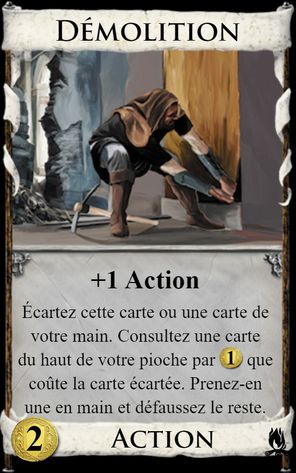 DÉMOLITION
+1 Action
Écartez cette carte ou une carte de
votre main. Consultez une carte
du haut de votre pioche par 1 que
coûte la carte écartée. Prenez-en
une en main et défaussez le reste.
2 ACTION